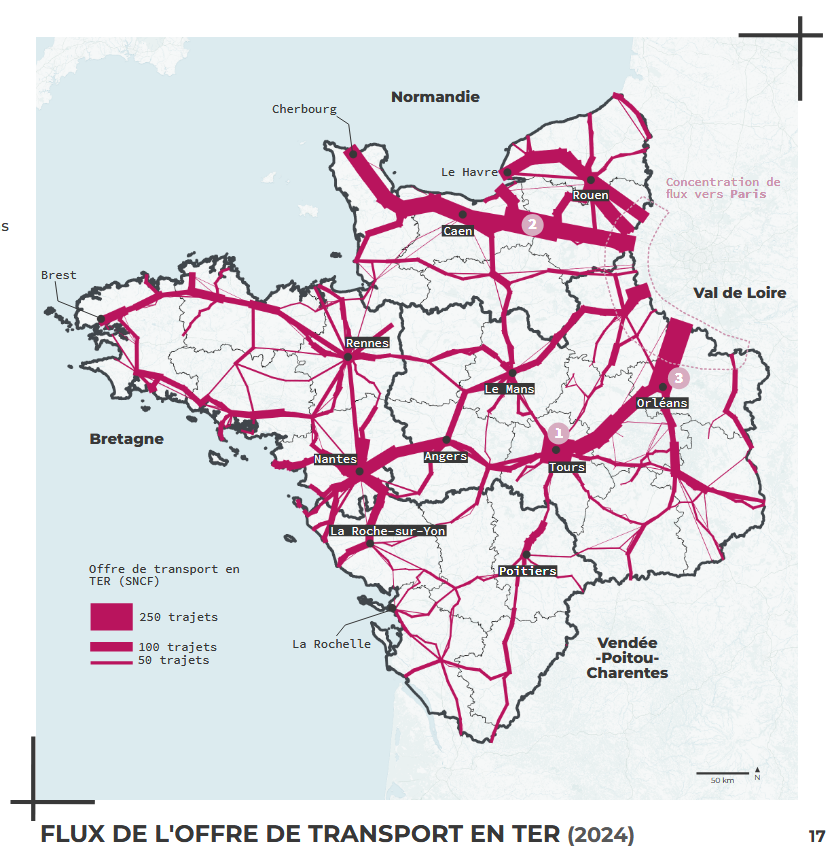 Normandie
Cherbourg
Le Havre
Rouen
Concentration de
flux vers Paris
s
Caen
2
Brest
Val de Loire
Rennes
Le Mans
3
Orléans
Bretagne
1
Nantes
Angers
Tours
La Roche-sur-Yon
Poitiers
Offre de transport en
TER (SNCF)
250 trajets
100 trajets
50 trajets
La Rochelle
Vendée
-Poitou-
Charentes
50 km
N
FLUX DE L'OFFRE DE TRANSPORT EN TER (2024)
17